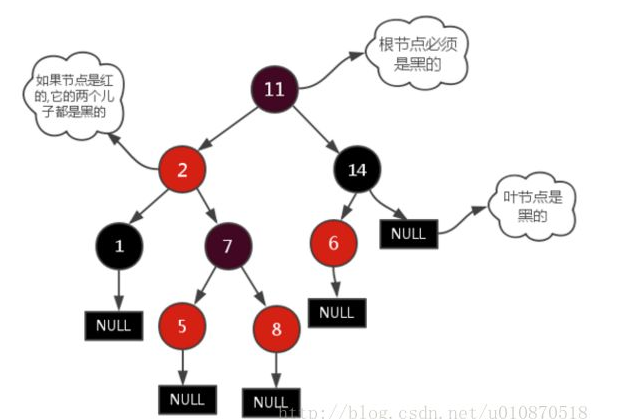 根节点必须
是黑的
如果节点是红
的,它的两个儿
子都是黑的
11
2
14
叶节点是
黑的
1
7
6
NULL
NULL
5
8
NULL
NULL
NULL
http://blog.csdn.net/u010870518